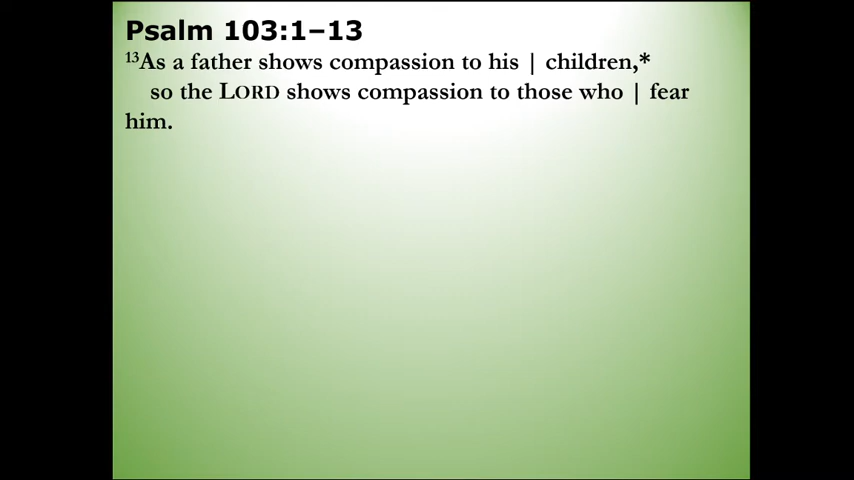 Psalm 103:1–13
¹³As a father shows compassion to his | children,*
so the LORD shows compassion to those who | fear
him.